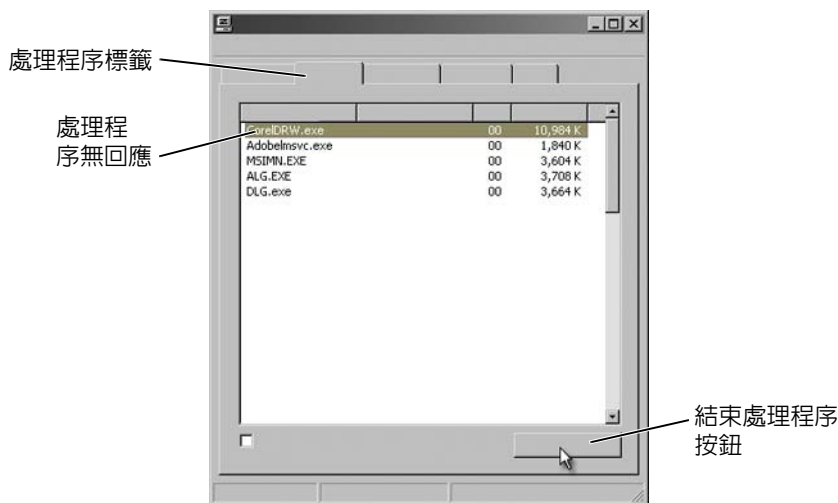 處理程序標籤
處理程
序無回應
CorelDRW.exe 00 10,984 K
Adobelmsvc.exe 00 1,840 K
MSIMN.EXE 00 3,604 K
ALG.EXE 00 3,708 K
DLG.exe 00 3,664 K
結束處理程序
按鈕